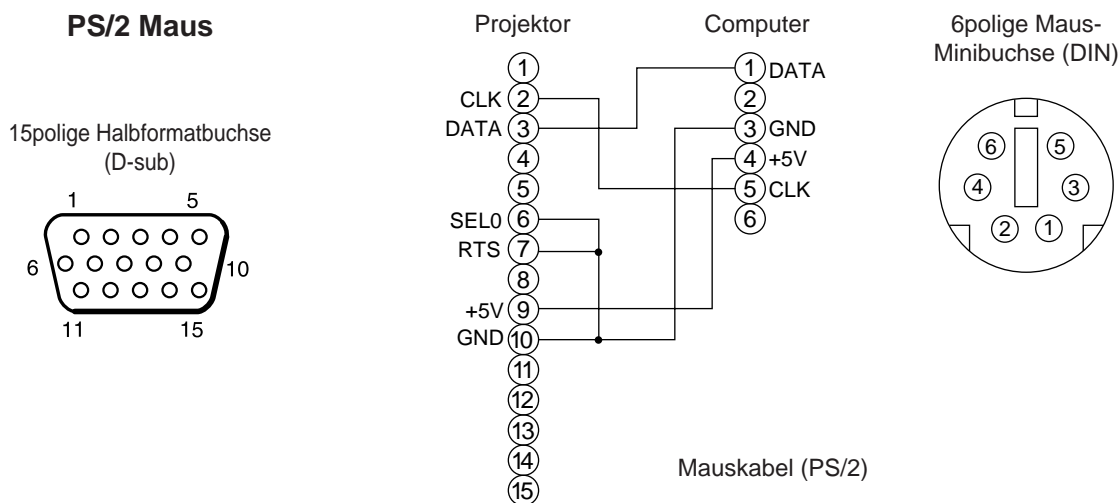 PS/2 Maus
15polige Halbformatbuchse
(D-sub)
1 5
6 10
11 15
Projektor Computer
1 1 DATA
CLK 2 2
DATA 3 3 GND
4 4 +5V
5 5 CLK
SEL0 6 6
RTS 7
8
+5V 9
GND 10
11
12
13
14
15
Mauskabel (PS/2)
6polige Maus-
Minibuchse (DIN)
6 5
4 3
2 1